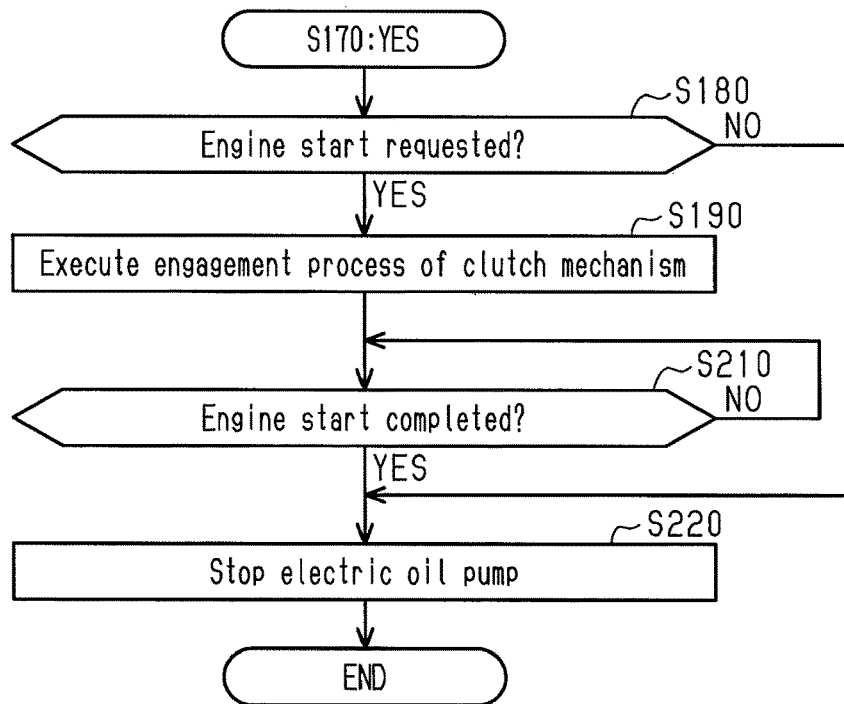 S170:YES
S180
Engine start requested?
NO
YES
S190
Execute engagement process of clutch mechanism
S210
Engine start completed?
NO
YES
S220
Stop electric oil pump
END